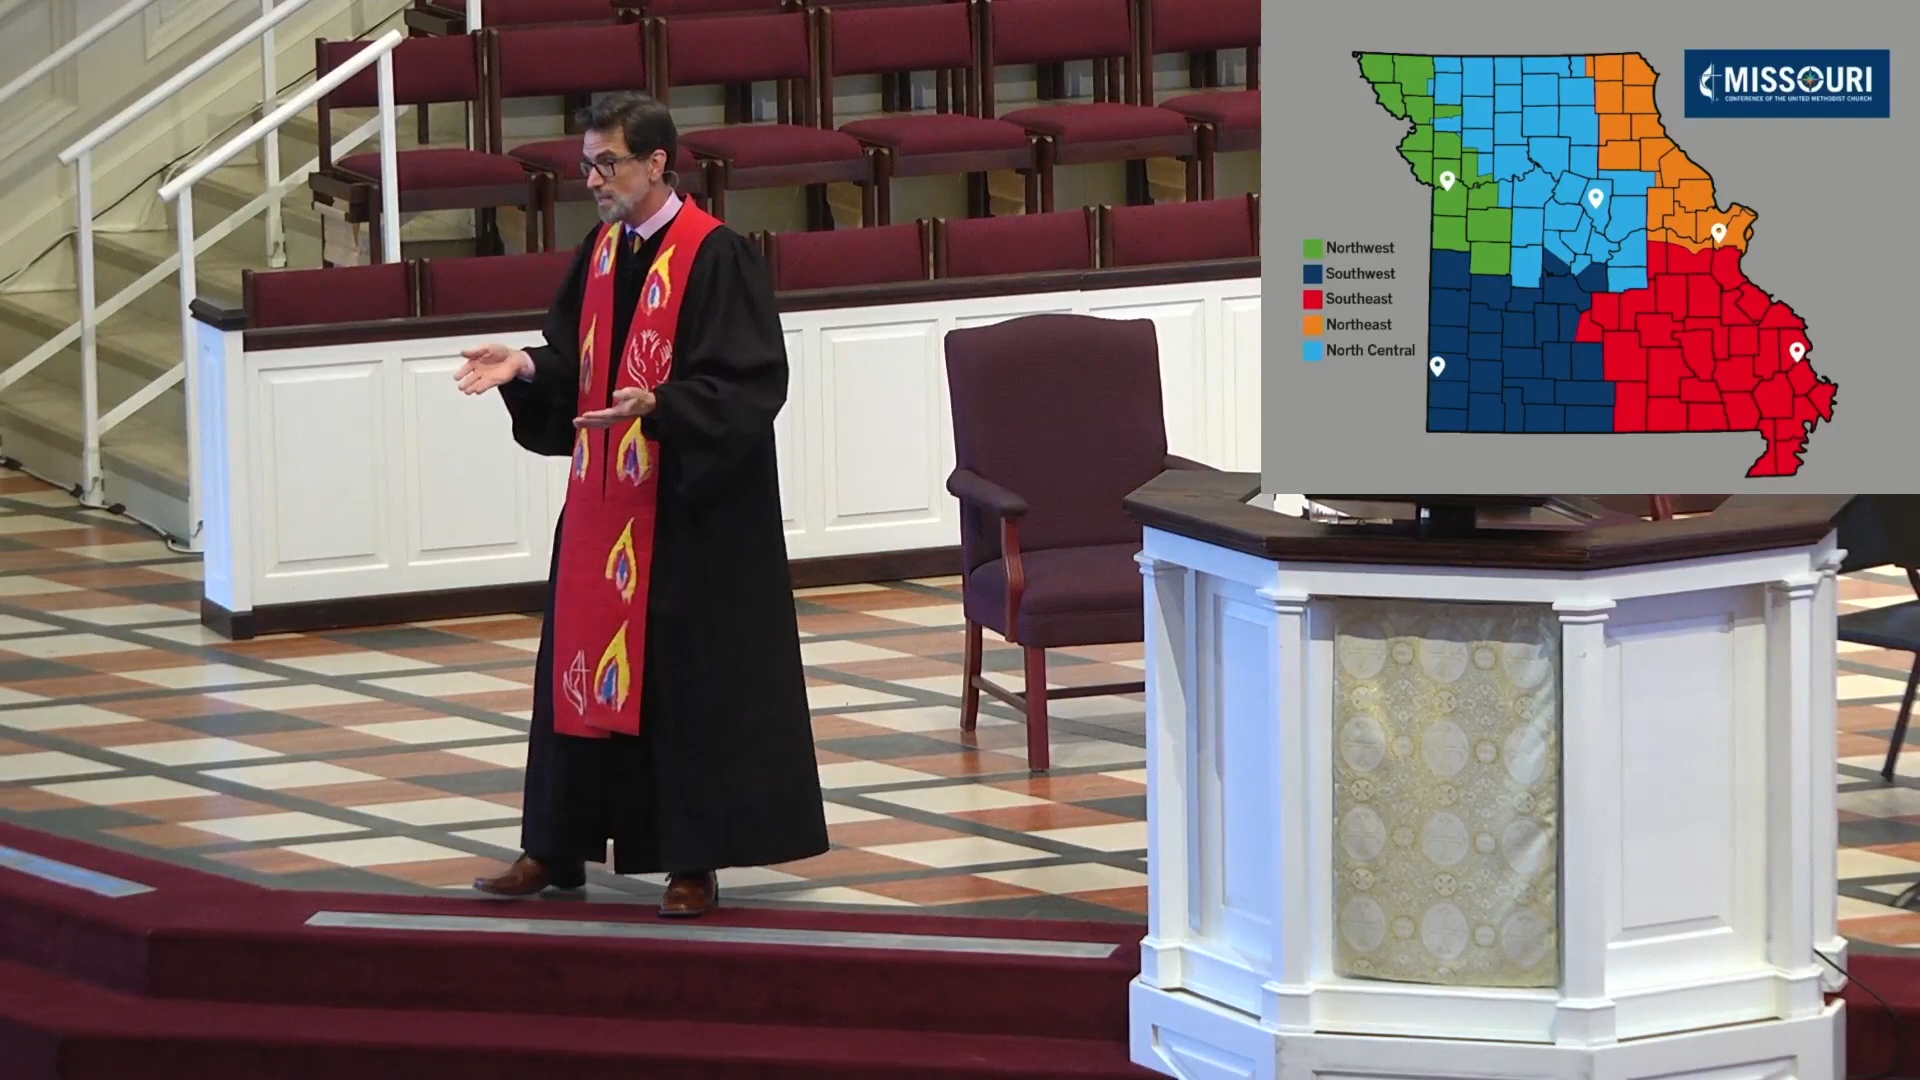 MISSOURI
CONFERENCE OF THE UNITED METHODIST CHURCH
Northwest
Southwest
Southeast
Northeast
North Central